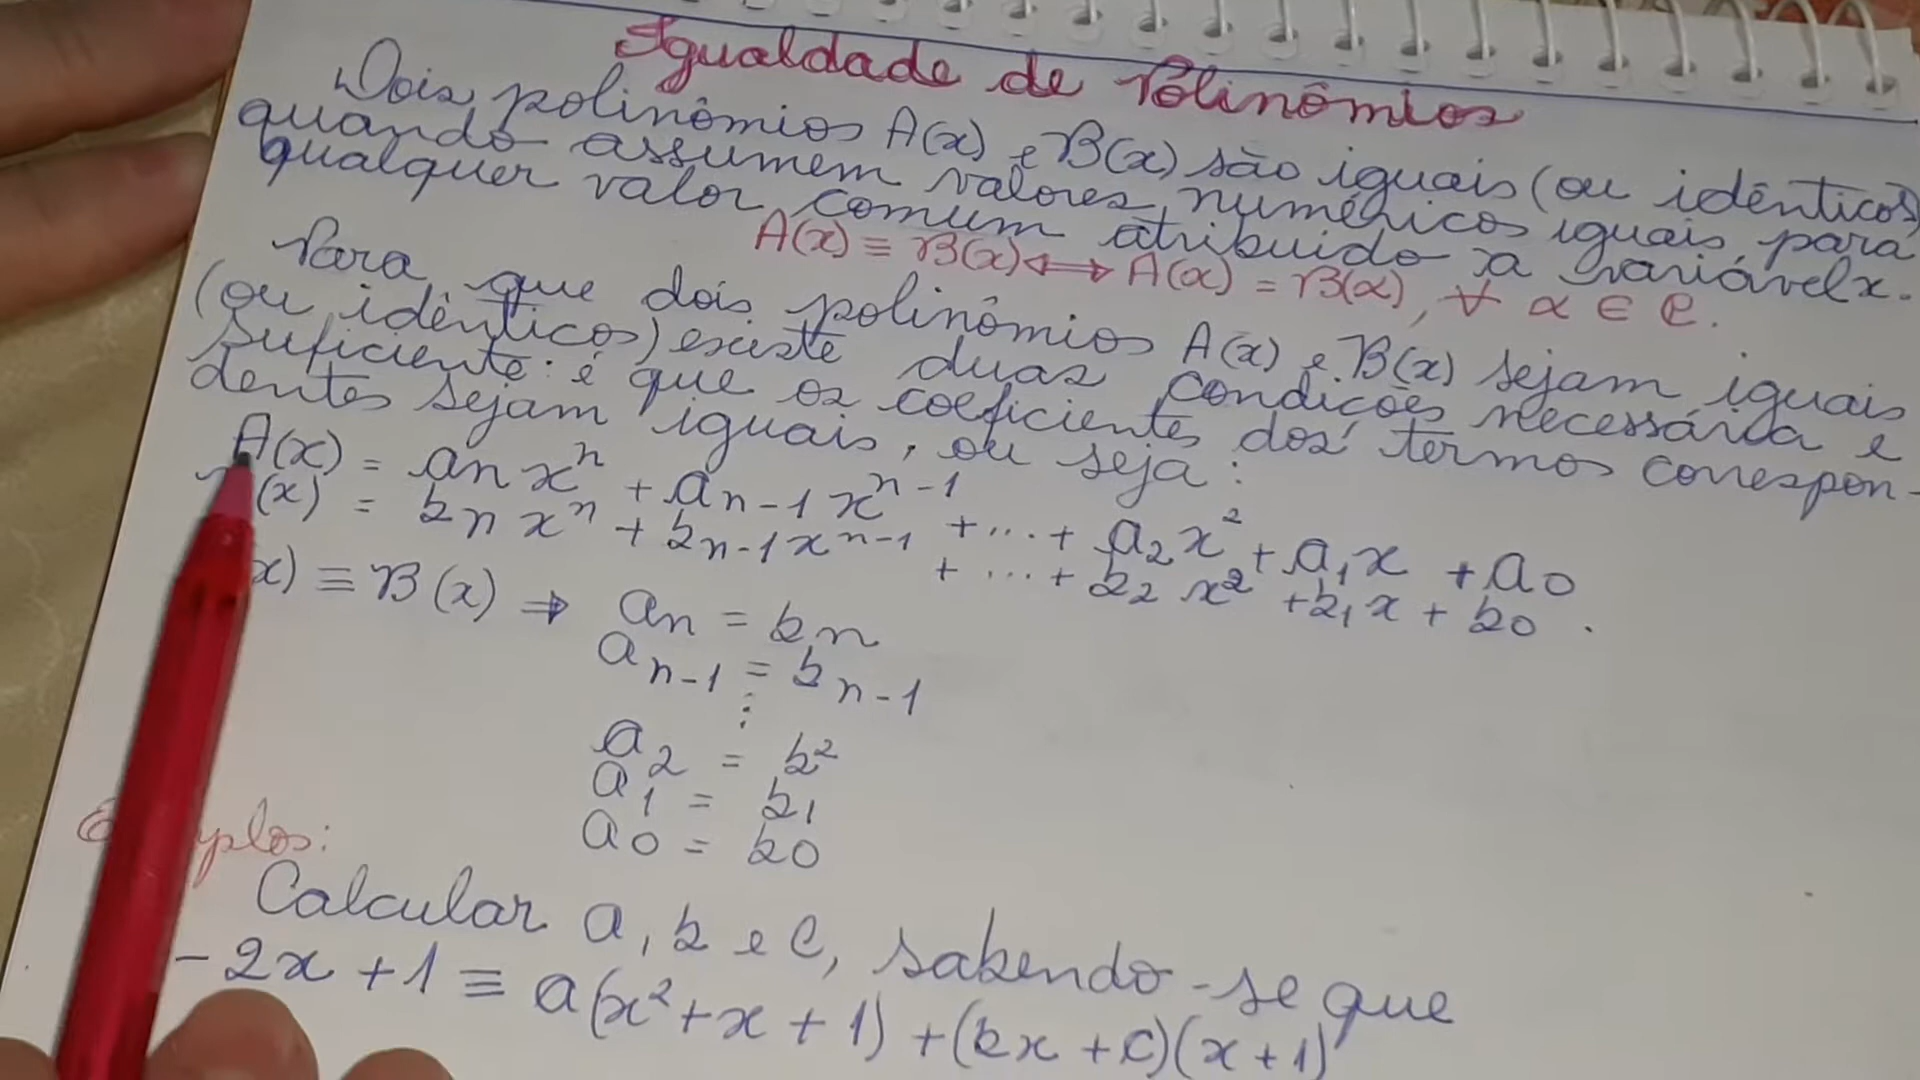 Igualdade de Polinômios
Dois polinômios A(x) e B(x) são iguais (ou idênticos)
quando assumem valores numéricos iguais para
qualquer valor comum atribuido a variável x.
A(x) ≡ B(x) ⟺ A(α) = B(α), ∀ α ∈ C.
Para que dois polinômios A(x) e B(x) sejam iguais
(ou idênticos) existe duas condições necessária e
suficiente: é que os coeficientes dos termos correspon-
dentes sejam iguais, ou seja:
A(x) = aₙxⁿ + aₙ₋₁xⁿ⁻¹ + ... + a₂x² + a₁x + a₀
(x) = bₙxⁿ + bₙ₋₁xⁿ⁻¹ + ... + b₂x² + b₁x + b₀.
x) ≡ B(x) ⇒ aₙ = bₙ
aₙ₋₁ = bₙ₋₁
⋮
a₂ = b²
a₁ = b₁
a₀ = b₀
plos:
Calcular a, b e c, sabendo-se que
- 2x + 1 ≡ a(x² + x + 1) + (bx + c)(x + 1)